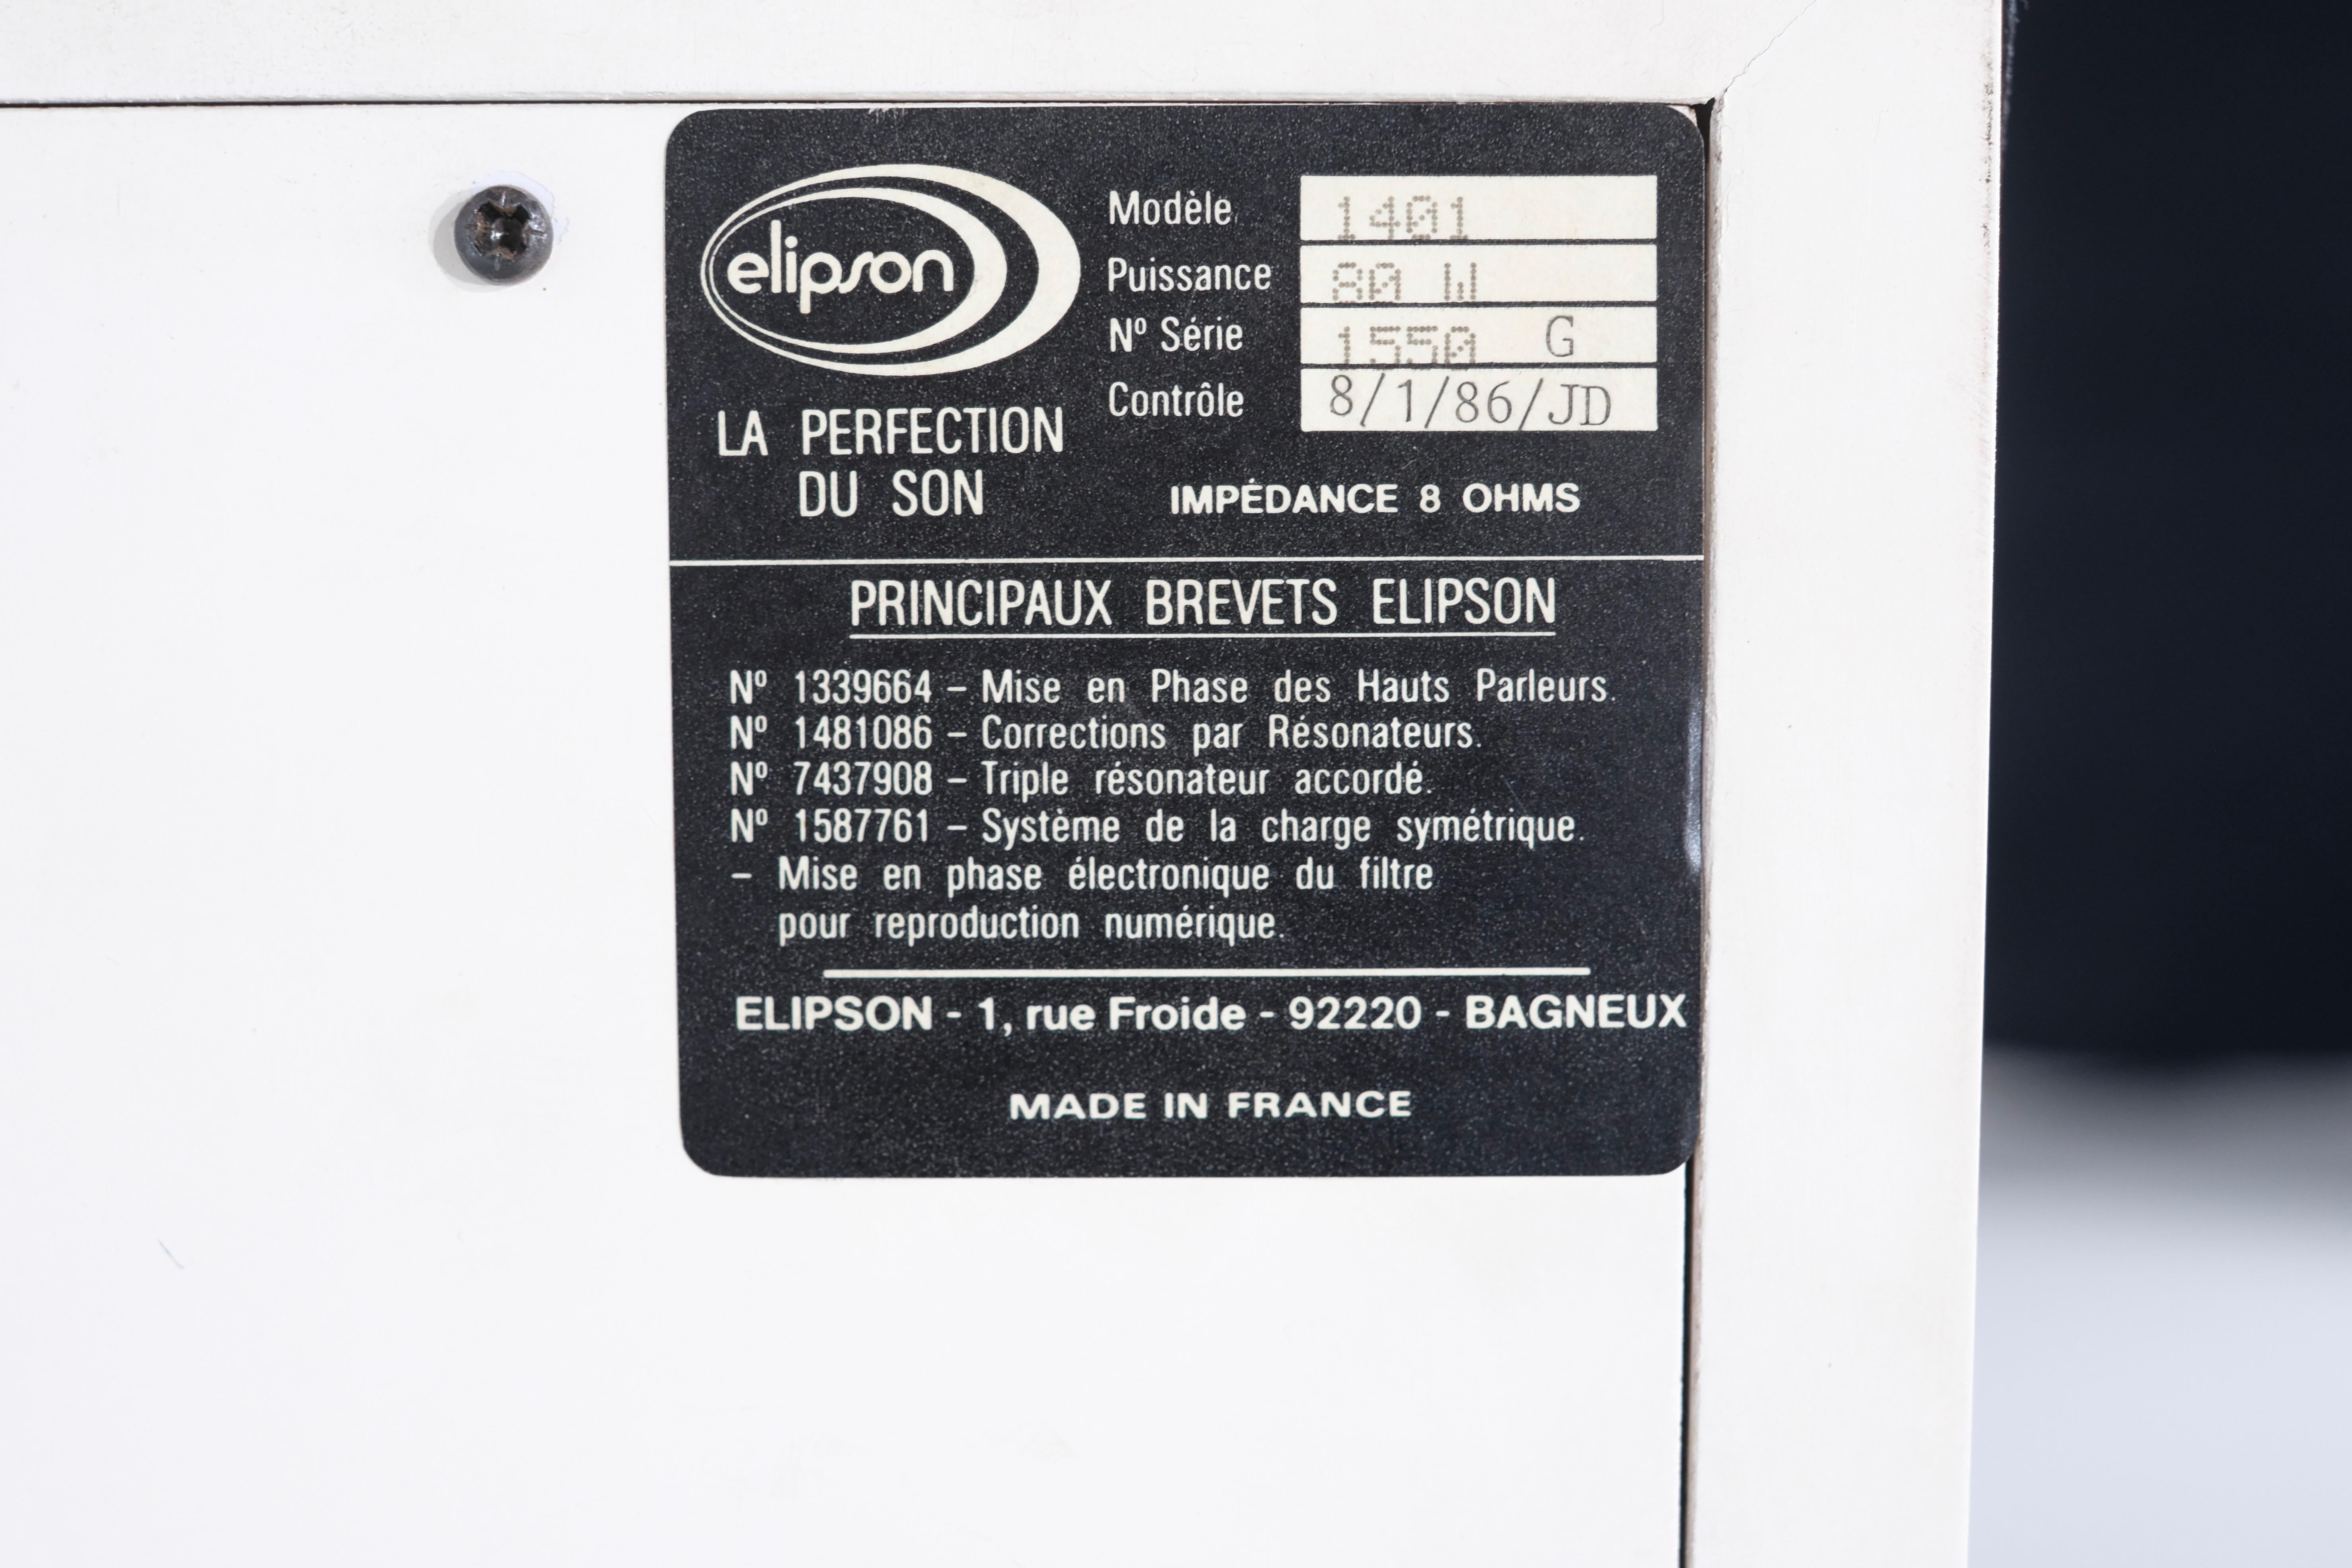 elipson
LA PERFECTION
DU SON
Modèle 1401
Puissance 80 W
Nº Série 1550 G
Contrôle 8/1/86/JD
IMPÉDANCE 8 OHMS
PRINCIPAUX BREVETS ELIPSON
Nº 1339664 – Mise en Phase des Hauts Parleurs.
Nº 1481086 – Corrections par Résonateurs.
Nº 7437908 – Triple résonateur accordé.
Nº 1587761 – Système de la charge symétrique.
– Mise en phase électronique du filtre
pour reproduction numérique.
ELIPSON - 1, rue Froide - 92220 - BAGNEUX
MADE IN FRANCE